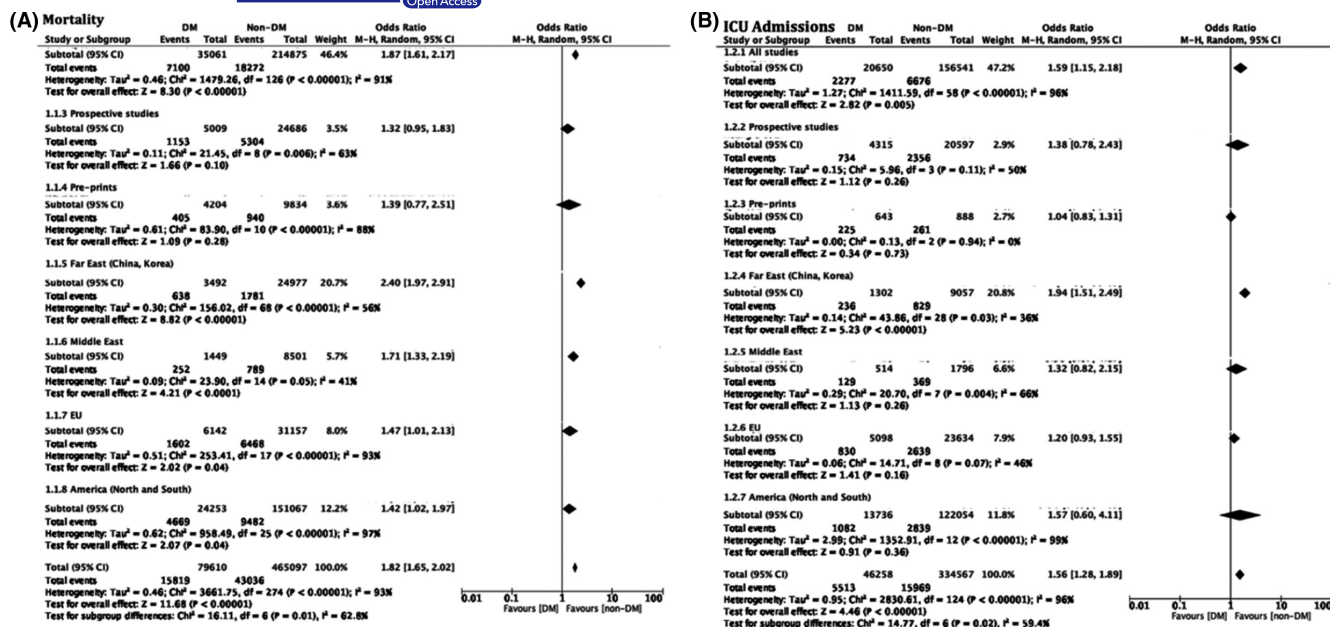 Open Access
(A) Mortality
DM Non-DM Odds Ratio Odds Ratio
Study or Subgroup Events Total Events Total Weight M-H, Random, 95% CI M-H, Random, 95% CI
Subtotal (95% CI) 35061 214875 46.4% 1.87 [1.61, 2.17]
Total events 7100 18272
Heterogeneity: Tau² = 0.46; Chi² = 1479.26, df = 126 (P < 0.00001); I² = 91%
Test for overall effect: Z = 8.30 (P < 0.00001)
1.1.3 Prospective studies
Subtotal (95% CI) 5009 24686 3.5% 1.32 [0.95, 1.83]
Total events 1153 5304
Heterogeneity: Tau² = 0.11; Chi² = 21.45, df = 8 (P = 0.006); I² = 63%
Test for overall effect: Z = 1.66 (P = 0.10)
1.1.4 Pre-prints
Subtotal (95% CI) 4204 9834 3.6% 1.39 [0.77, 2.51]
Total events 405 940
Heterogeneity: Tau² = 0.61; Chi² = 83.90, df = 10 (P < 0.00001); I² = 88%
Test for overall effect: Z = 1.09 (P = 0.28)
1.1.5 Far East (China, Korea)
Subtotal (95% CI) 3492 24977 20.7% 2.40 [1.97, 2.91]
Total events 638 1781
Heterogeneity: Tau² = 0.30; Chi² = 156.02, df = 68 (P < 0.00001); I² = 56%
Test for overall effect: Z = 8.82 (P < 0.00001)
1.1.6 Middle East
Subtotal (95% CI) 1449 8501 5.7% 1.71 [1.33, 2.19]
Total events 252 789
Heterogeneity: Tau² = 0.09; Chi² = 23.90, df = 14 (P = 0.05); I² = 41%
Test for overall effect: Z = 4.21 (P < 0.0001)
1.1.7 EU
Subtotal (95% CI) 6142 31157 8.0% 1.47 [1.01, 2.13]
Total events 1602 6468
Heterogeneity: Tau² = 0.51; Chi² = 253.41, df = 17 (P < 0.00001); I² = 93%
Test for overall effect: Z = 2.02 (P = 0.04)
1.1.8 America (North and South)
Subtotal (95% CI) 24253 151067 12.2% 1.42 [1.02, 1.97]
Total events 4669 9482
Heterogeneity: Tau² = 0.62; Chi² = 958.49, df = 25 (P < 0.00001); I² = 97%
Test for overall effect: Z = 2.07 (P = 0.04)
Total (95% CI) 79610 465097 100.0% 1.82 [1.65, 2.02]
Total events 15819 43036
Heterogeneity: Tau² = 0.46; Chi² = 3661.75, df = 274 (P < 0.00001); I² = 93%
Test for overall effect: Z = 11.68 (P < 0.00001)
Test for subgroup differences: Chi² = 16.11, df = 6 (P = 0.01), I² = 62.8%
0.01 0.1 1 10 100
Favours [DM] Favours [non-DM]
(B) ICU Admissions
DM Non-DM Odds Ratio Odds Ratio
Study or Subgroup Events Total Events Total Weight M-H, Random, 95% CI M-H, Random, 95% CI
1.2.1 All studies
Subtotal (95% CI) 20650 156541 47.2% 1.59 [1.15, 2.18]
Total events 2277 6676
Heterogeneity: Tau² = 1.27; Chi² = 1411.59, df = 58 (P < 0.00001); I² = 96%
Test for overall effect: Z = 2.82 (P = 0.005)
1.2.2 Prospective studies
Subtotal (95% CI) 4315 20597 2.9% 1.38 [0.78, 2.43]
Total events 734 2356
Heterogeneity: Tau² = 0.15; Chi² = 5.96, df = 3 (P = 0.11); I² = 50%
Test for overall effect: Z = 1.12 (P = 0.26)
1.2.3 Pre-prints
Subtotal (95% CI) 643 888 2.7% 1.04 [0.83, 1.31]
Total events 225 261
Heterogeneity: Tau² = 0.00; Chi² = 0.13, df = 2 (P = 0.94); I² = 0%
Test for overall effect: Z = 0.34 (P = 0.73)
1.2.4 Far East (China, Korea)
Subtotal (95% CI) 1302 9057 20.8% 1.94 [1.51, 2.49]
Total events 236 829
Heterogeneity: Tau² = 0.14; Chi² = 43.86, df = 28 (P = 0.03); I² = 36%
Test for overall effect: Z = 5.23 (P < 0.00001)
1.2.5 Middle East
Subtotal (95% CI) 514 1796 6.6% 1.32 [0.82, 2.15]
Total events 129 369
Heterogeneity: Tau² = 0.29; Chi² = 20.70, df = 7 (P = 0.004); I² = 66%
Test for overall effect: Z = 1.13 (P = 0.26)
1.2.6 EU
Subtotal (95% CI) 5098 23634 7.9% 1.20 [0.93, 1.55]
Total events 830 2639
Heterogeneity: Tau² = 0.06; Chi² = 14.71, df = 8 (P = 0.07); I² = 46%
Test for overall effect: Z = 1.41 (P = 0.16)
1.2.7 America (North and South)
Subtotal (95% CI) 13736 122054 11.8% 1.57 [0.60, 4.11]
Total events 1082 2839
Heterogeneity: Tau² = 2.99; Chi² = 1352.91, df = 12 (P < 0.00001); I² = 99%
Test for overall effect: Z = 0.91 (P = 0.36)
Total (95% CI) 46258 334567 100.0% 1.56 [1.28, 1.89]
Total events 5513 15969
Heterogeneity: Tau² = 0.95; Chi² = 2830.61, df = 124 (P < 0.00001); I² = 96%
Test for overall effect: Z = 4.46 (P < 0.00001)
Test for subgroup differences: Chi² = 14.77, df = 6 (P = 0.02), I² = 59.4%
0.01 0.1 1 10 100
Favours [DM] Favours [non-DM]